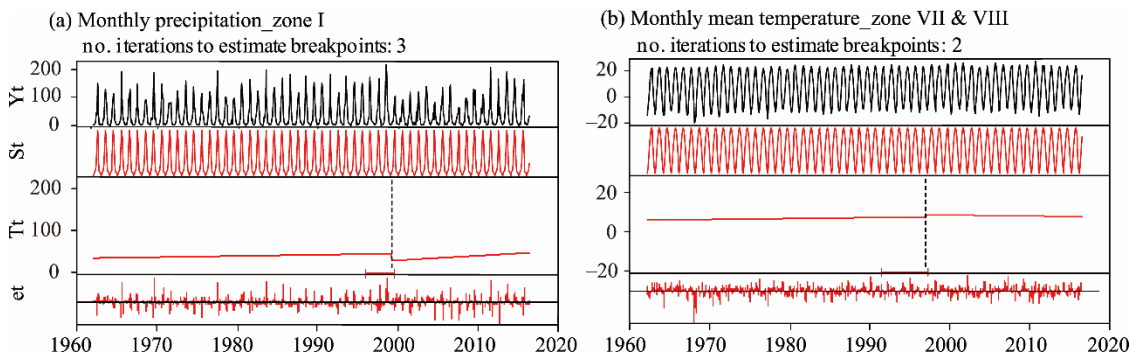 (a) Monthly precipitation_zone I
no. iterations to estimate breakpoints: 3
Yt
200
100
0
St
Tt
200
100
0
et
1960 1970 1980 1990 2000 2010 2020
(b) Monthly mean temperature_zone VII & VIII
no. iterations to estimate breakpoints: 2
20
0
−20
20
0
−20
1960 1970 1980 1990 2000 2010 2020